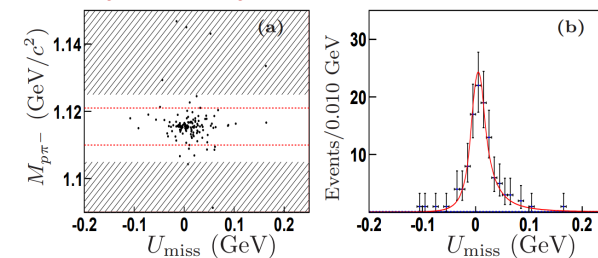 (a)
M_{pπ⁻} (GeV/c²)
1.14
1.12
1.1
-0.2 -0.1 0 0.1 0.2
U_miss (GeV)
(b)
Events/0.010 GeV
30
20
10
-0.2 -0.1 0 0.1 0.2
U_miss (GeV)